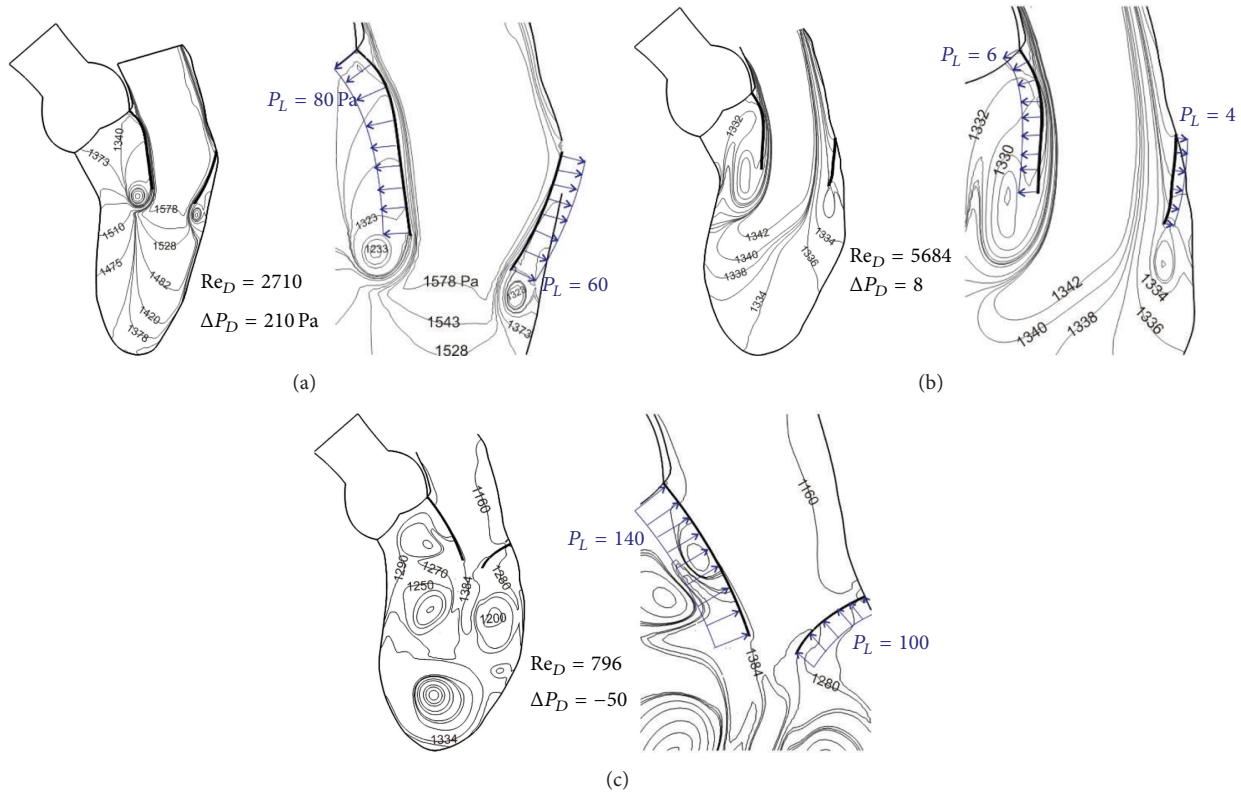 1340
1373
1510
1578
1528
1475
1482
1420
1378
Re_D = 2710
ΔP_D = 210 Pa
P_L = 80 Pa
1323
1233
1578 Pa
P_L = 60
1323
1543
1373
1528
(a)
1332
1342
1340
1338
1334
1336
1334
Re_D = 5684
ΔP_D = 8
P_L = 6
P_L = 4
1332
1330
1342
1334
1340
1338
1336
(b)
1160
1290
1270
1250
1384
1280
1200
1334
Re_D = 796
ΔP_D = −50
1160
P_L = 140
P_L = 100
1384
1280
(c)